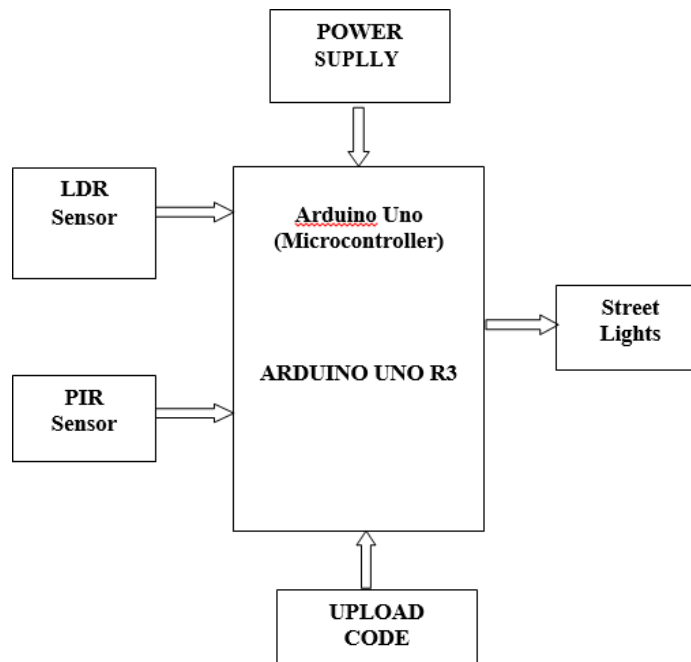 POWER
SUPLLY
LDR
Sensor
Arduino Uno
(Microcontroller)
Street
Lights
ARDUINO UNO R3
PIR
Sensor
UPLOAD
CODE